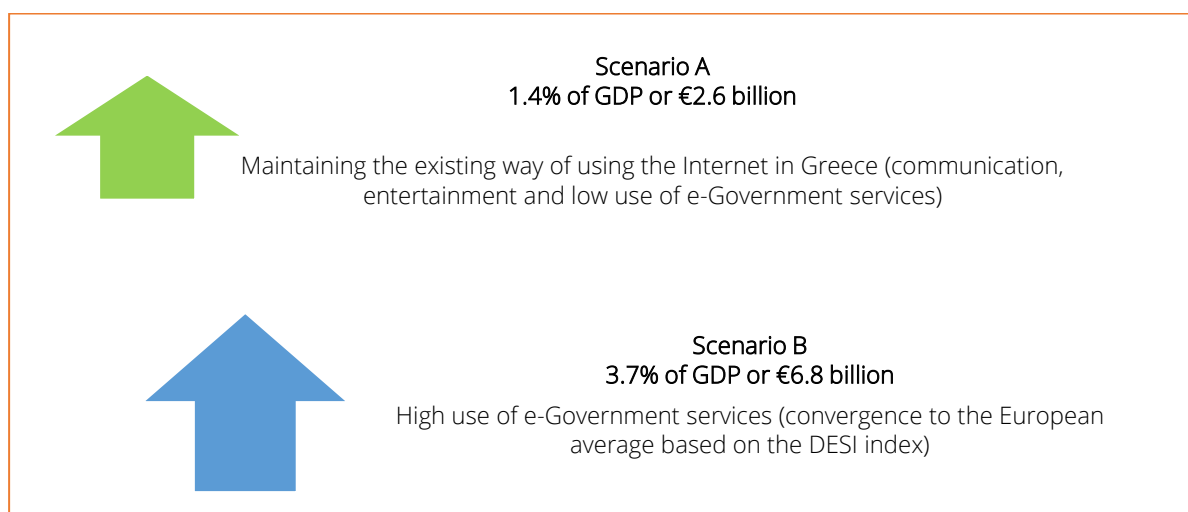 Scenario A
1.4% of GDP or €2.6 billion
Maintaining the existing way of using the Internet in Greece (communication,
entertainment and low use of e-Government services)
Scenario B
3.7% of GDP or €6.8 billion
High use of e-Government services (convergence to the European
average based on the DESI index)